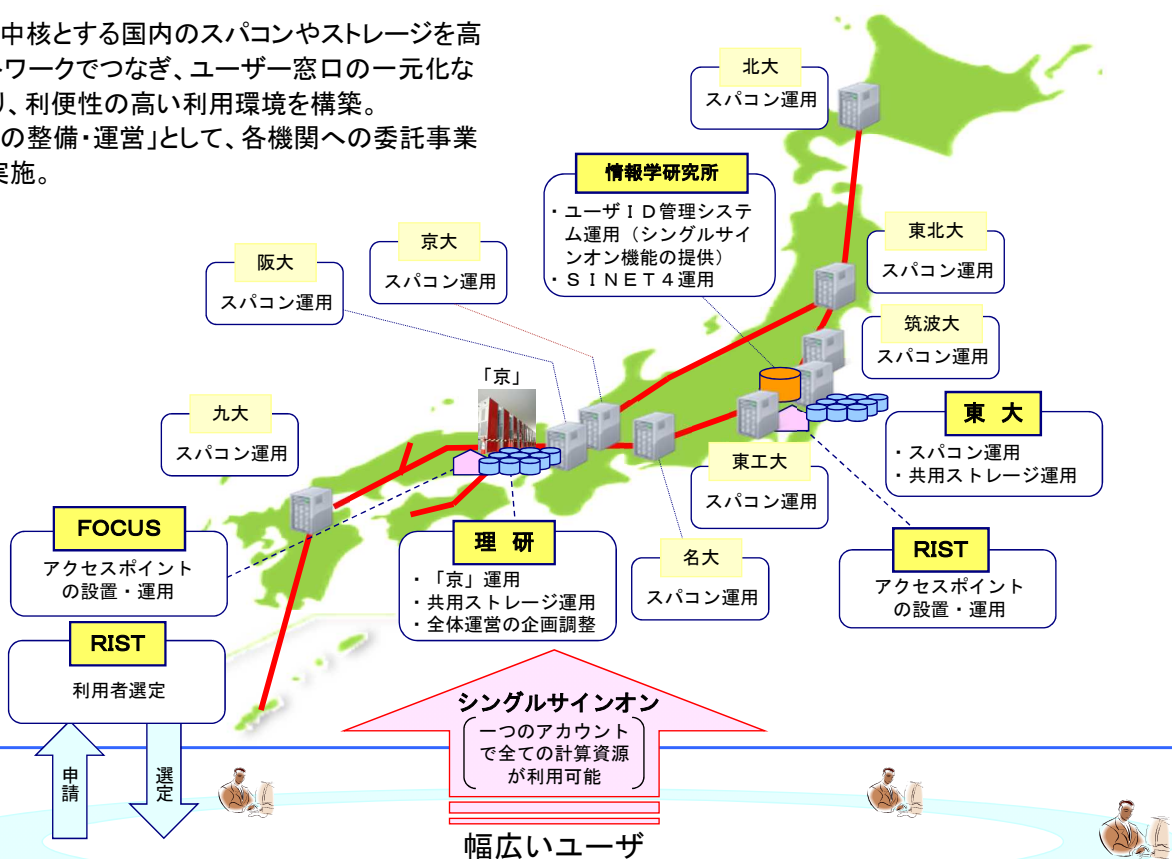 中核とする国内のスパコンやストレージを高
トワークでつなぎ、ユーザー窓口の一元化な
り、利便性の高い利用環境を構築。
の整備・運営」として、各機関への委託事業
実施。
北大
スパコン運用
情報学研究所
・ユーザＩＤ管理システ
ム運用（シングルサイ
ンオン機能の提供）
・ＳＩＮＥＴ４運用
京大
スパコン運用
阪大
スパコン運用
東北大
スパコン運用
筑波大
スパコン運用
「京」
九大
スパコン運用
東 大
・スパコン運用
・共用ストレージ運用
東工大
スパコン運用
FOCUS
アクセスポイント
の設置・運用
理 研
・「京」運用
・共用ストレージ運用
・全体運営の企画調整
名大
スパコン運用
RIST
アクセスポイント
の設置・運用
RIST
利用者選定
申請
選定
シングルサインオン
一つのアカウント
で全ての計算資源
が利用可能
幅広いユーザ